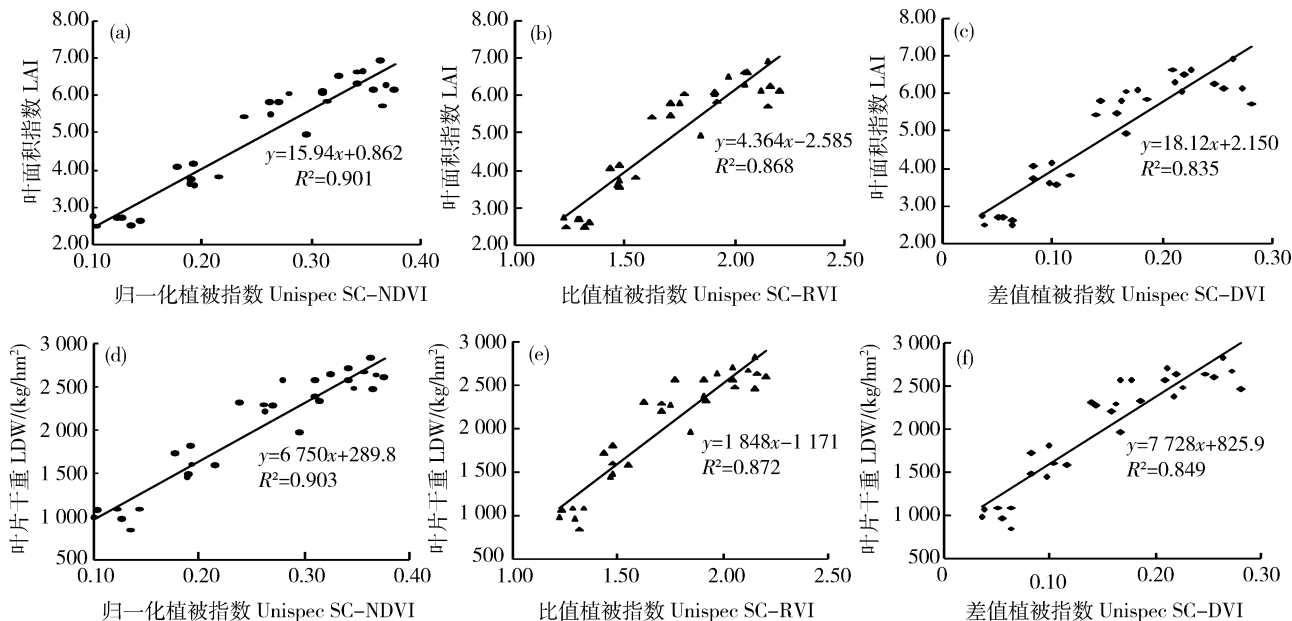 (a)
8.00
7.00
6.00
5.00
4.00
3.00
2.00
叶面积指数 LAI
y=15.94x+0.862
R²=0.901
0.10 0.20 0.30 0.40
归一化植被指数 Unispec SC-NDVI
(b)
8.00
7.00
6.00
5.00
4.00
3.00
2.00
叶面积指数 LAI
y=4.364x-2.585
R²=0.868
1.00 1.50 2.00 2.50
比值植被指数 Unispec SC-RVI
(c)
8.00
7.00
6.00
5.00
4.00
3.00
2.00
叶面积指数 LAI
y=18.12x+2.150
R²=0.835
0 0.10 0.20 0.30
差值植被指数 Unispec SC-DVI
(d)
3 000
2 500
2 000
1 500
1 000
500
叶片干重 LDW/(kg/hm²)
y=6 750x+289.8
R²=0.903
0.10 0.20 0.30 0.40
归一化植被指数 Unispec SC-NDVI
(e)
3 000
2 500
2 000
1 500
1 000
500
叶片干重 LDW/(kg/hm²)
y=1 848x-1 171
R²=0.872
1.00 1.50 2.00 2.50
比值植被指数 Unispec SC-RVI
(f)
3 000
2 500
2 000
1 500
1 000
500
叶片干重 LDW/(kg/hm²)
y=7 728x+825.9
R²=0.849
0 0.10 0.20 0.30
差值植被指数 Unispec SC-DVI